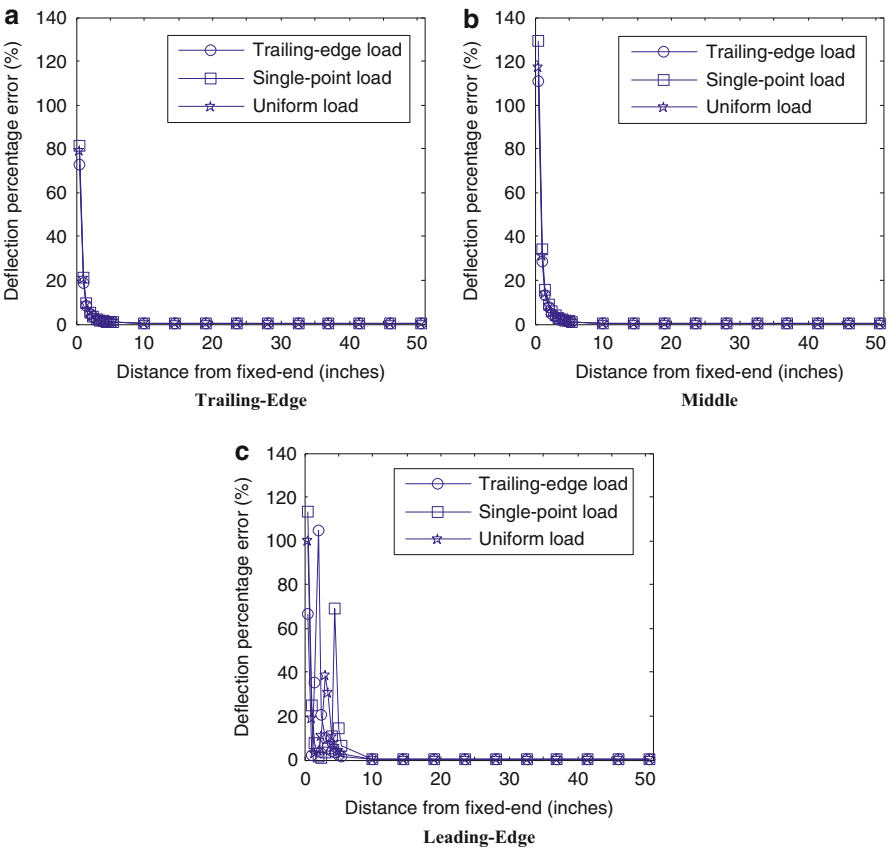 a
140
120
100
80
60
40
20
0
Deflection percentage error (%)
Trailing-edge load
Single-point load
Uniform load
0 10 20 30 40 50
Distance from fixed-end (inches)
Trailing-Edge
b
140
120
100
80
60
40
20
0
Deflection percentage error (%)
Trailing-edge load
Single-point load
Uniform load
0 10 20 30 40 50
Distance from fixed-end (inches)
Middle
c
140
120
100
80
60
40
20
0
Deflection percentage error (%)
Trailing-edge load
Single-point load
Uniform load
0 10 20 30 40 50
Distance from fixed-end (inches)
Leading-Edge